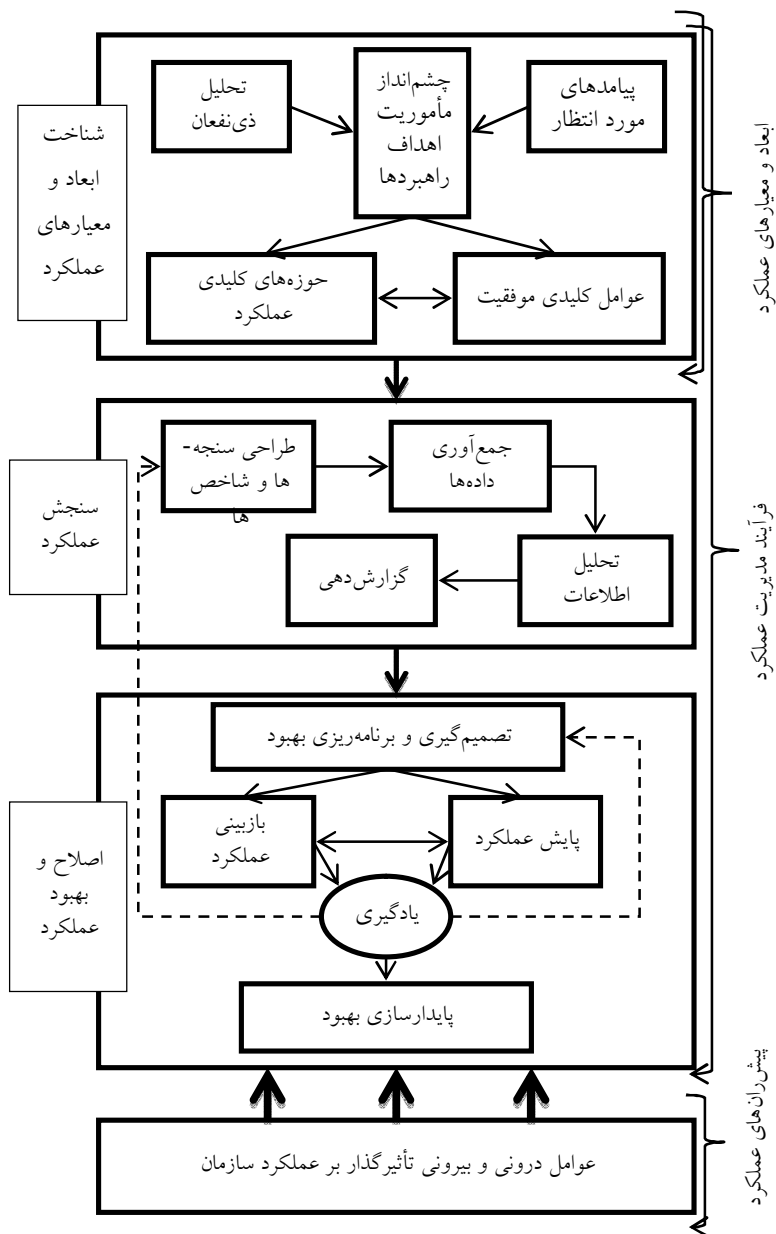 پیامدهای
مورد انتظار
چشم‌انداز
مأموریت
اهداف
راهبردها
تحلیل
ذی‌نفعان
عوامل کلیدی موفقیت
حوزه‌های کلیدی
عملکرد
شناخت
ابعاد و
معیارهای
عملکرد
ابعاد و معیارهای عملکرد
طراحی سنجه-
ها و شاخص
ها
جمع‌آوری
داده‌ها
تحلیل
اطلاعات
گزارش‌دهی
سنجش
عملکرد
فرآیند مدیریت عملکرد
تصمیم‌گیری و برنامه‌ریزی بهبود
پایش عملکرد
بازبینی
عملکرد
یادگیری
پایدارسازی بهبود
اصلاح و
بهبود
عملکرد
عوامل درونی و بیرونی تأثیرگذار بر عملکرد سازمان
پیش‌ران‌های عملکرد